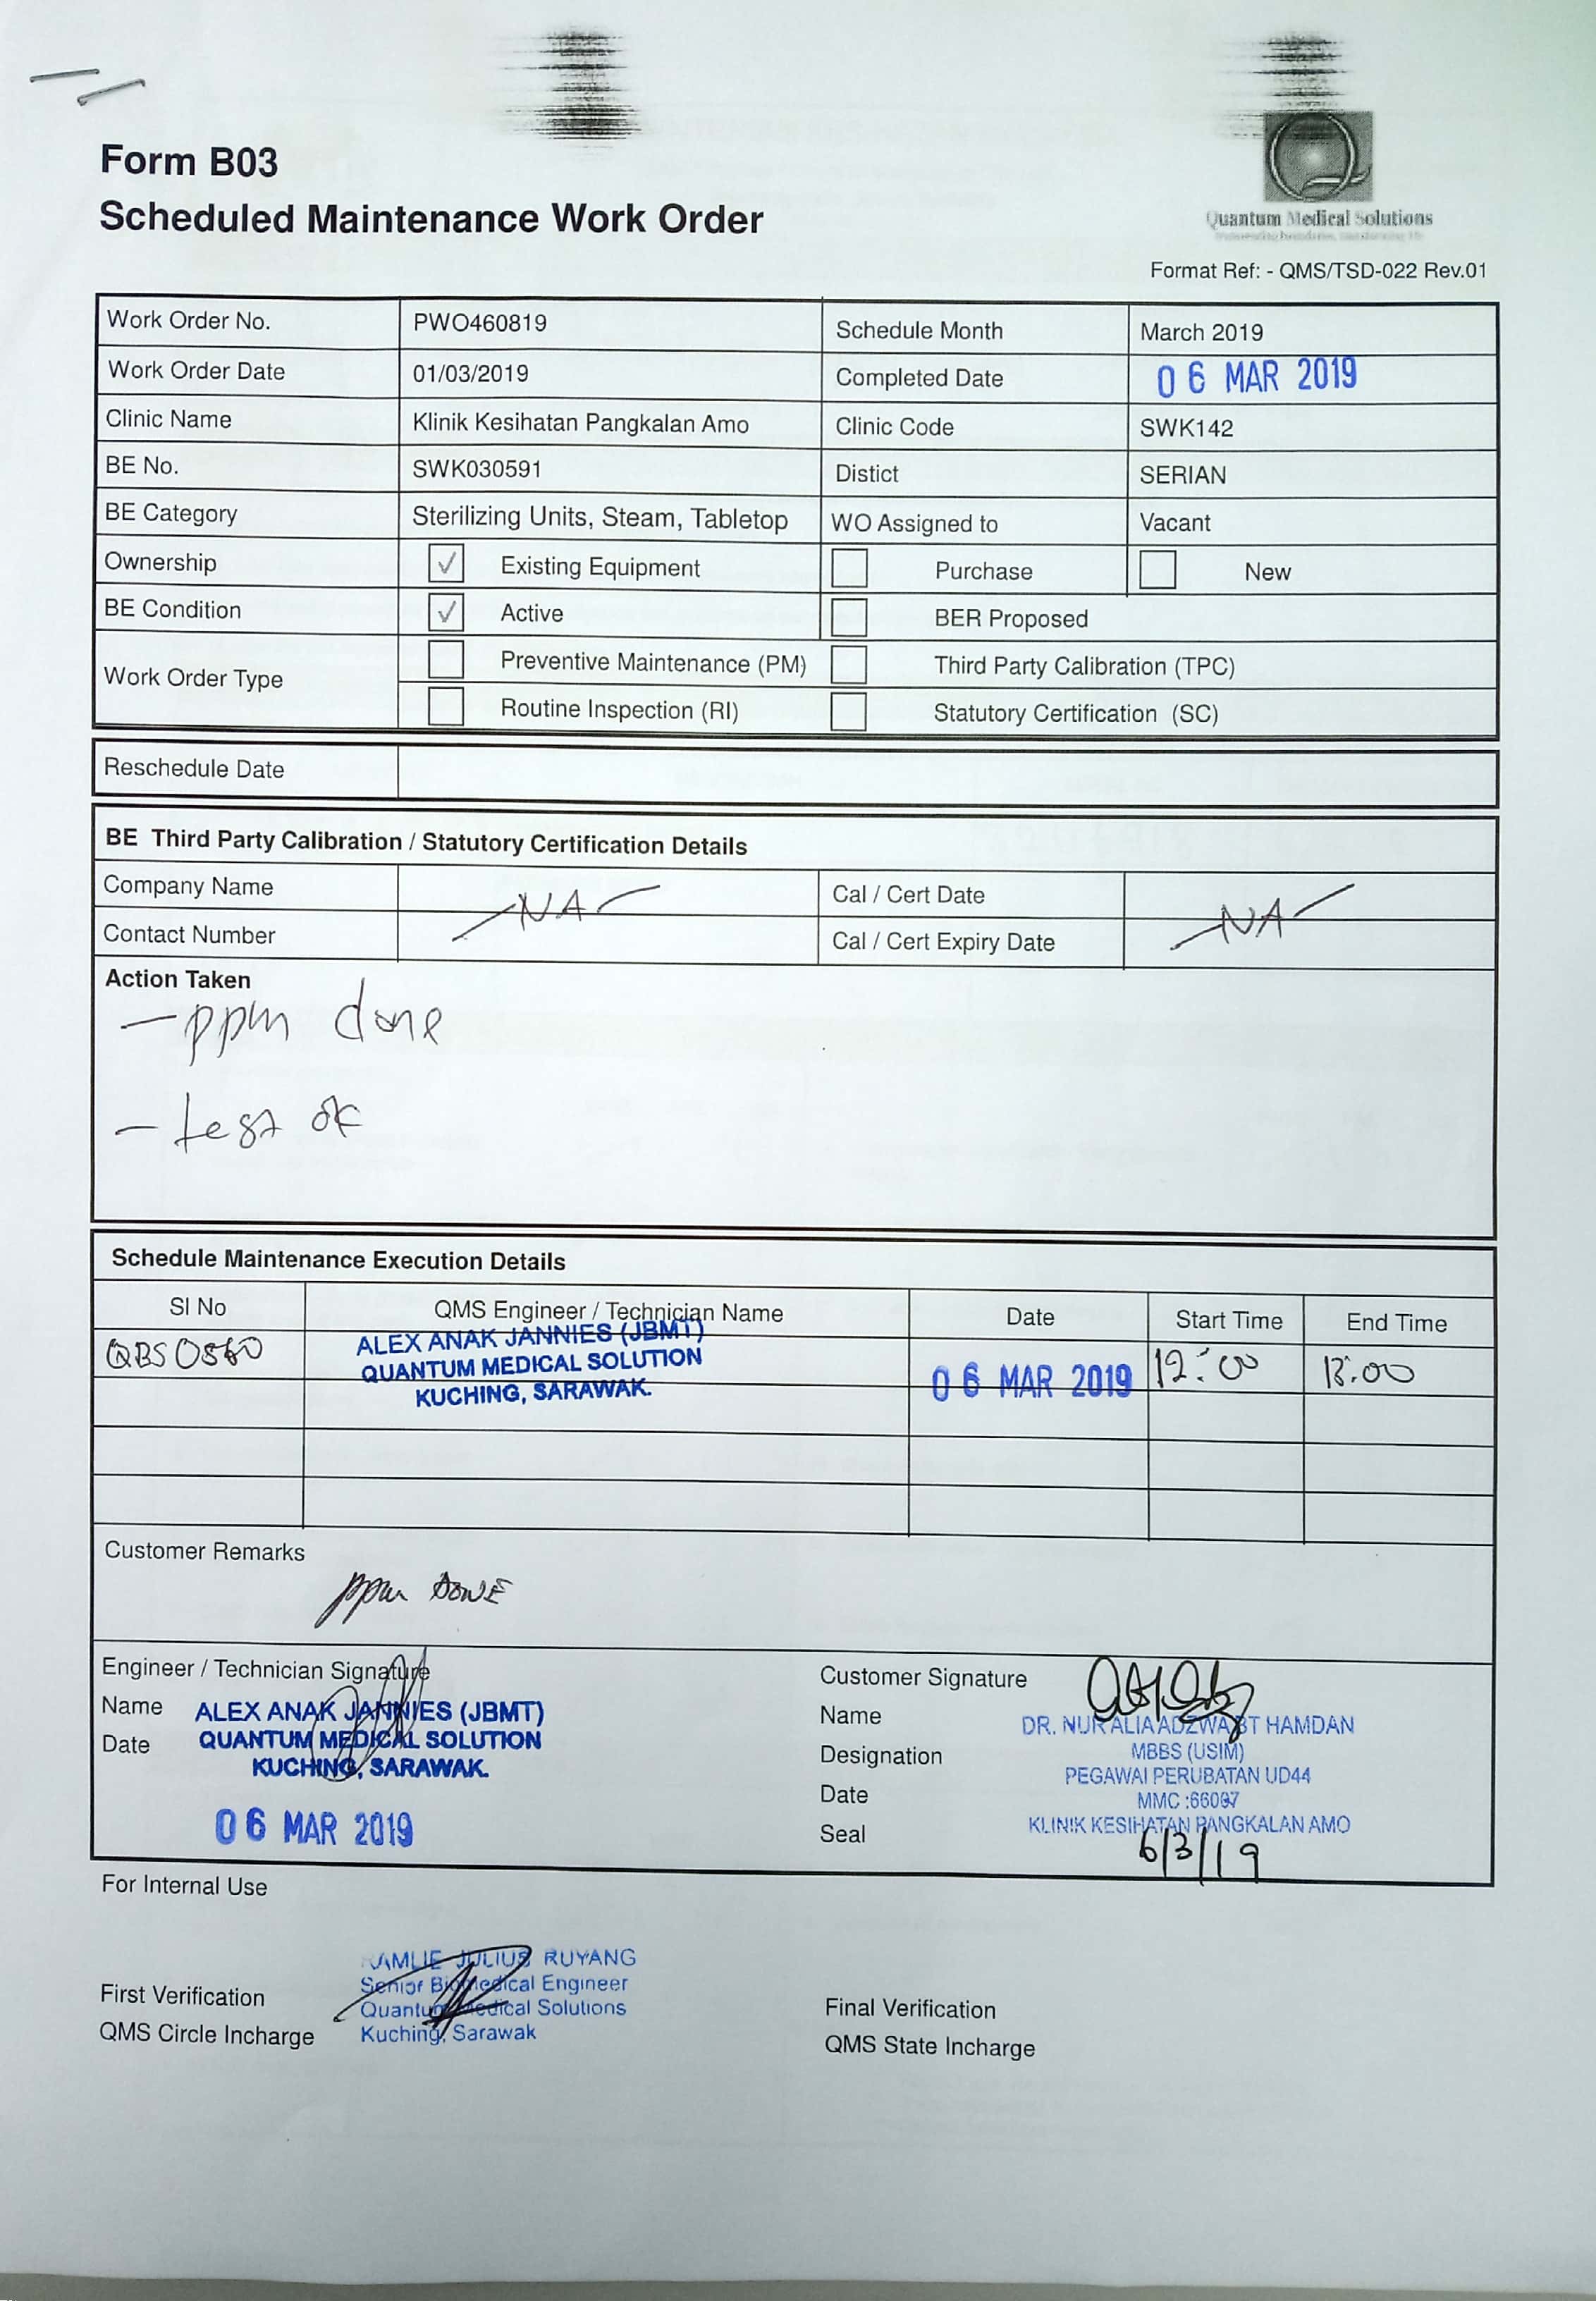 Form B03
Scheduled Maintenance Work Order
Quantum Medical Solutions
Format Ref: - QMS/TSD-022 Rev.01
Work Order No. PWO460819 Schedule Month March 2019
Work Order Date 01/03/2019 Completed Date 06 MAR 2019
Clinic Name Klinik Kesihatan Pangkalan Amo Clinic Code SWK142
BE No. SWK030591 Distict SERIAN
BE Category Sterilizing Units, Steam, Tabletop WO Assigned to Vacant
Ownership ✓ Existing Equipment Purchase New
BE Condition ✓ Active BER Proposed
Work Order Type Preventive Maintenance (PM) Third Party Calibration (TPC)
Routine Inspection (RI) Statutory Certification (SC)
Reschedule Date
BE Third Party Calibration / Statutory Certification Details
Company Name NA Cal / Cert Date NA
Contact Number Cal / Cert Expiry Date
Action Taken
- ppm done
- test ok
Schedule Maintenance Execution Details
SI No QMS Engineer / Technician Name Date Start Time End Time
QBS0560 ALEX ANAK JANNIES (JBMT) 06 MAR 2019 12:00 13:00
QUANTUM MEDICAL SOLUTION
KUCHING, SARAWAK.
Customer Remarks
ppm DONE
Engineer / Technician Signature Customer Signature
Name ALEX ANAK JANNIES (JBMT) Name DR. NUR ALIA ADZWA BT HAMDAN
Date QUANTUM MEDICAL SOLUTION Designation MBBS (USIM)
KUCHING, SARAWAK. PEGAWAI PERUBATAN UD44
Date MMC :
06 MAR 2019 Seal KLINIK KESIHATAN PANGKALAN AMO
6/3/19
For Internal Use
JULIUS RUYANG
Senior Biomedical Engineer
First Verification Quantum Medical Solutions Final Verification
QMS Circle Incharge Kuching, Sarawak QMS State Incharge